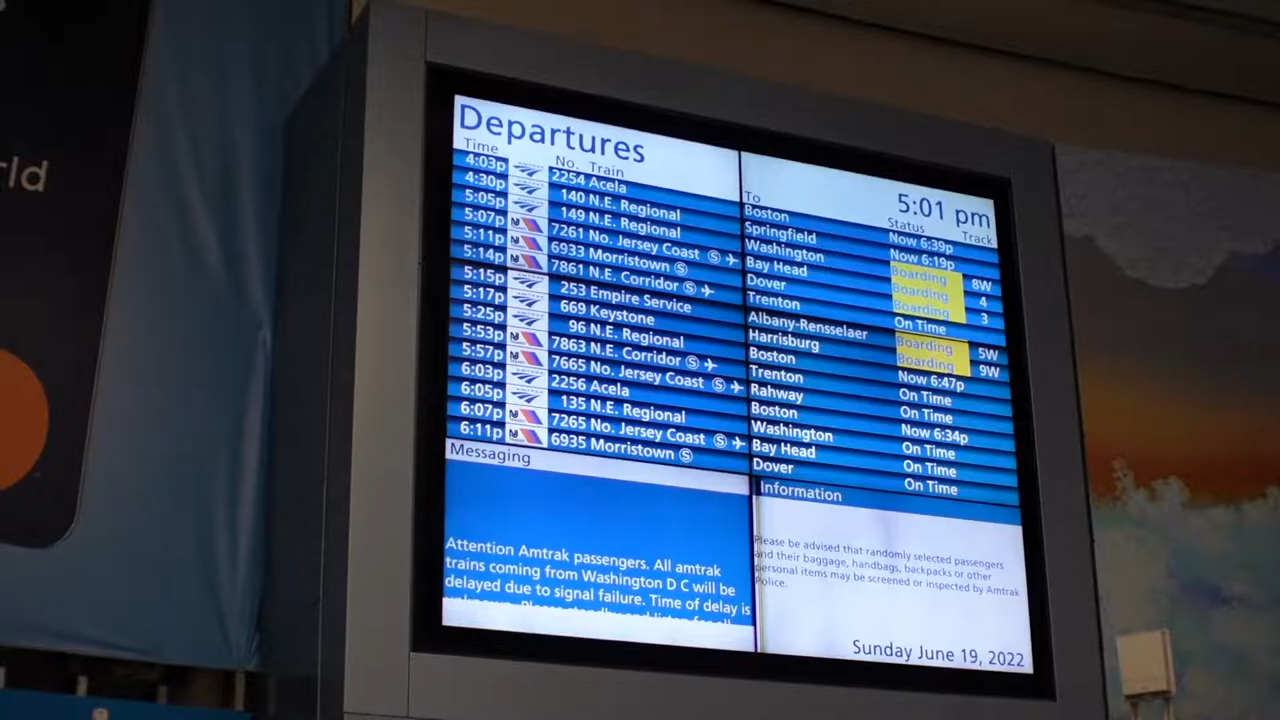 rld
Departures
5:01 pm
Time No. Train To Status Track
4:03p 2254 Acela Boston Now 6:39p
4:30p 140 N.E. Regional Springfield Now 6:19p
5:05p 149 N.E. Regional Washington Boarding 8W
5:07p 7261 No. Jersey Coast Ⓢ ✈ Bay Head Boarding 4
5:11p 6933 Morristown Ⓢ Dover Boarding 3
5:14p 7861 N.E. Corridor Ⓢ ✈ Trenton On Time
5:15p 253 Empire Service Albany-Rensselaer Boarding 5W
5:17p 669 Keystone Harrisburg Boarding 9W
5:25p 96 N.E. Regional Boston Now 6:47p
5:53p 7863 N.E. Corridor Ⓢ ✈ Trenton On Time
5:57p 7665 No. Jersey Coast Ⓢ ✈ Rahway On Time
6:03p 2256 Acela Boston Now 6:34p
6:05p 135 N.E. Regional Washington On Time
6:07p 7265 No. Jersey Coast Ⓢ ✈ Bay Head On Time
6:11p 6935 Morristown Ⓢ Dover On Time
Messaging
Attention Amtrak passengers. All amtrak
trains coming from Washington D C will be
delayed due to signal failure. Time of delay is
Information
Please be advised that randomly selected passengers
and their baggage, handbags, backpacks or other
personal items may be screened or inspected by Amtrak
Police.
Sunday June 19, 2022